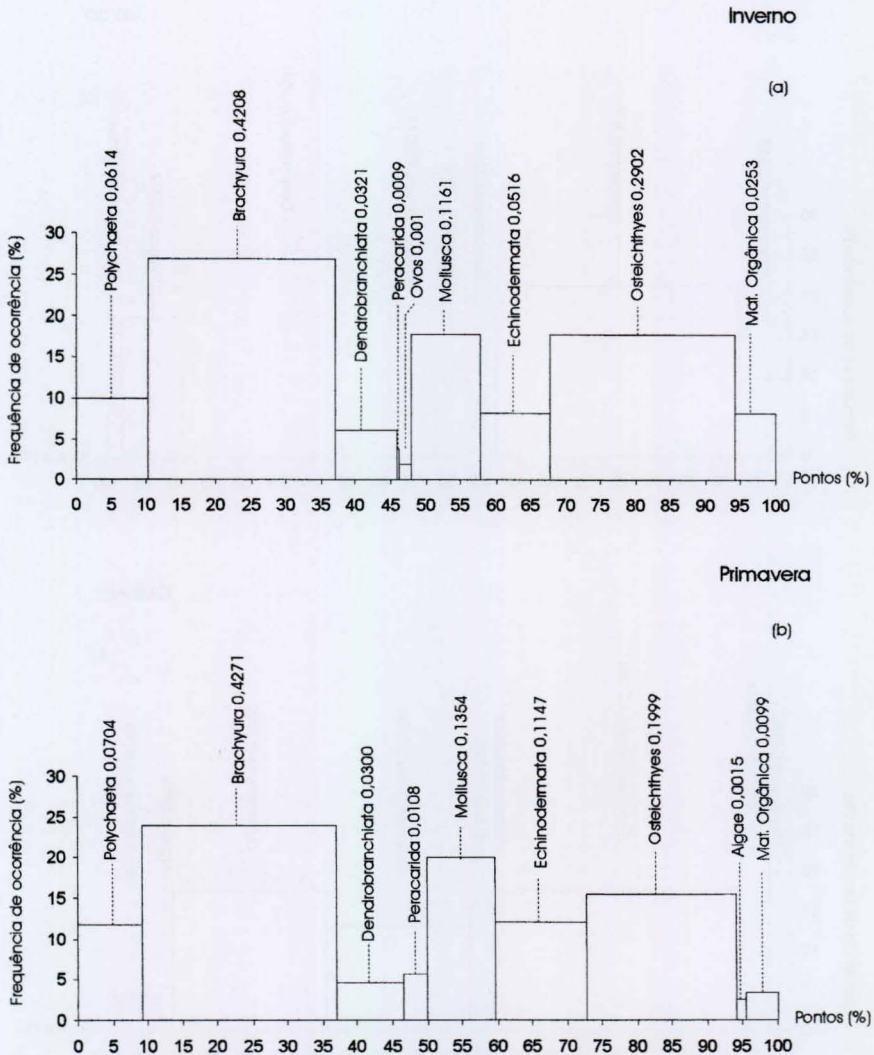 Inverno
(a)
Frequência de ocorrência (%)
30
25
20
15
10
5
0
Polychaeta 0,0614
Brachyura 0,4208
Dendrobranchiata 0,0321
Peracarida 0,0009
Ovos 0,001
Mollusca 0,1161
Echinodermata 0,0516
Osteichthyes 0,2902
Mat. Orgânica 0,0253
Pontos (%)
0 5 10 15 20 25 30 35 40 45 50 55 60 65 70 75 80 85 90 95 100
Primavera
(b)
Frequência de ocorrência (%)
30
25
20
15
10
5
0
Polychaeta 0,0704
Brachyura 0,4271
Dendrobranchiata 0,0300
Peracarida 0,0108
Mollusca 0,1354
Echinodermata 0,1147
Osteichthyes 0,1999
Algae 0,0015
Mat. Orgânica 0,0099
Pontos (%)
0 5 10 15 20 25 30 35 40 45 50 55 60 65 70 75 80 85 90 95 100